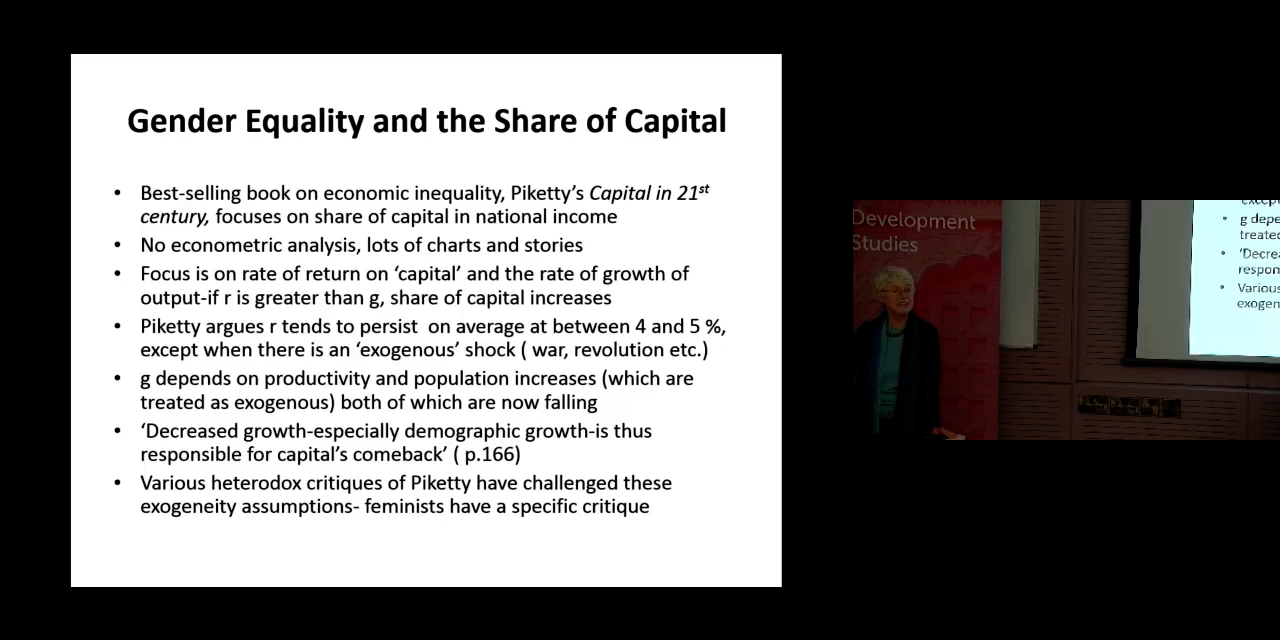 Gender Equality and the Share of Capital
• Best-selling book on economic inequality, Piketty's Capital in 21st
century, focuses on share of capital in national income
• No econometric analysis, lots of charts and stories
• Focus is on rate of return on 'capital' and the rate of growth of
output-if r is greater than g, share of capital increases
• Piketty argues r tends to persist on average at between 4 and 5 %,
except when there is an 'exogenous' shock ( war, revolution etc.)
• g depends on productivity and population increases (which are
treated as exogenous) both of which are now falling
• 'Decreased growth-especially demographic growth-is thus
responsible for capital's comeback' ( p.166)
• Various heterodox critiques of Piketty have challenged these
exogeneity assumptions- feminists have a specific critique
Development
Studies
except
• g depe
treated
• 'Decrea
respon
• Various
exogen